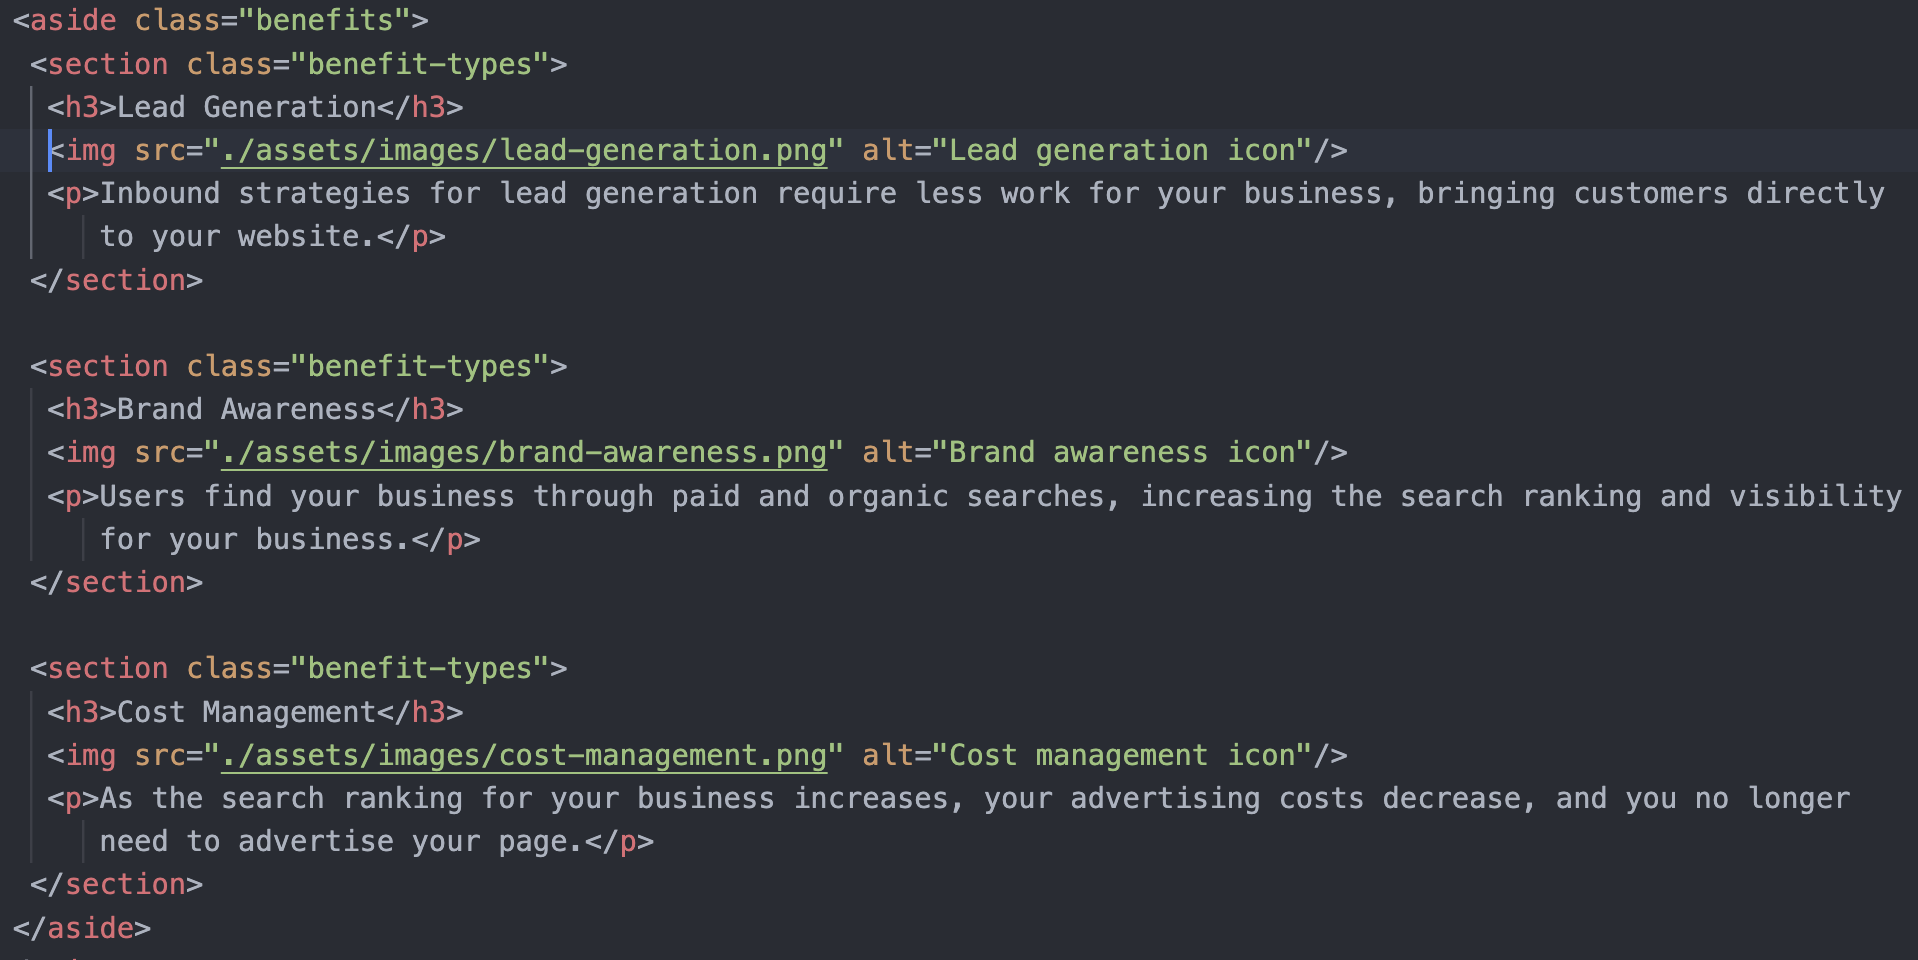 <aside class="benefits">
<section class="benefit-types">
<h3>Lead Generation</h3>
<img src="./assets/images/lead-generation.png" alt="Lead generation icon"/>
<p>Inbound strategies for lead generation require less work for your business, bringing customers directly
to your website.</p>
</section>
<section class="benefit-types">
<h3>Brand Awareness</h3>
<img src="./assets/images/brand-awareness.png" alt="Brand awareness icon"/>
<p>Users find your business through paid and organic searches, increasing the search ranking and visibility
for your business.</p>
</section>
<section class="benefit-types">
<h3>Cost Management</h3>
<img src="./assets/images/cost-management.png" alt="Cost management icon"/>
<p>As the search ranking for your business increases, your advertising costs decrease, and you no longer
need to advertise your page.</p>
</section>
</aside>